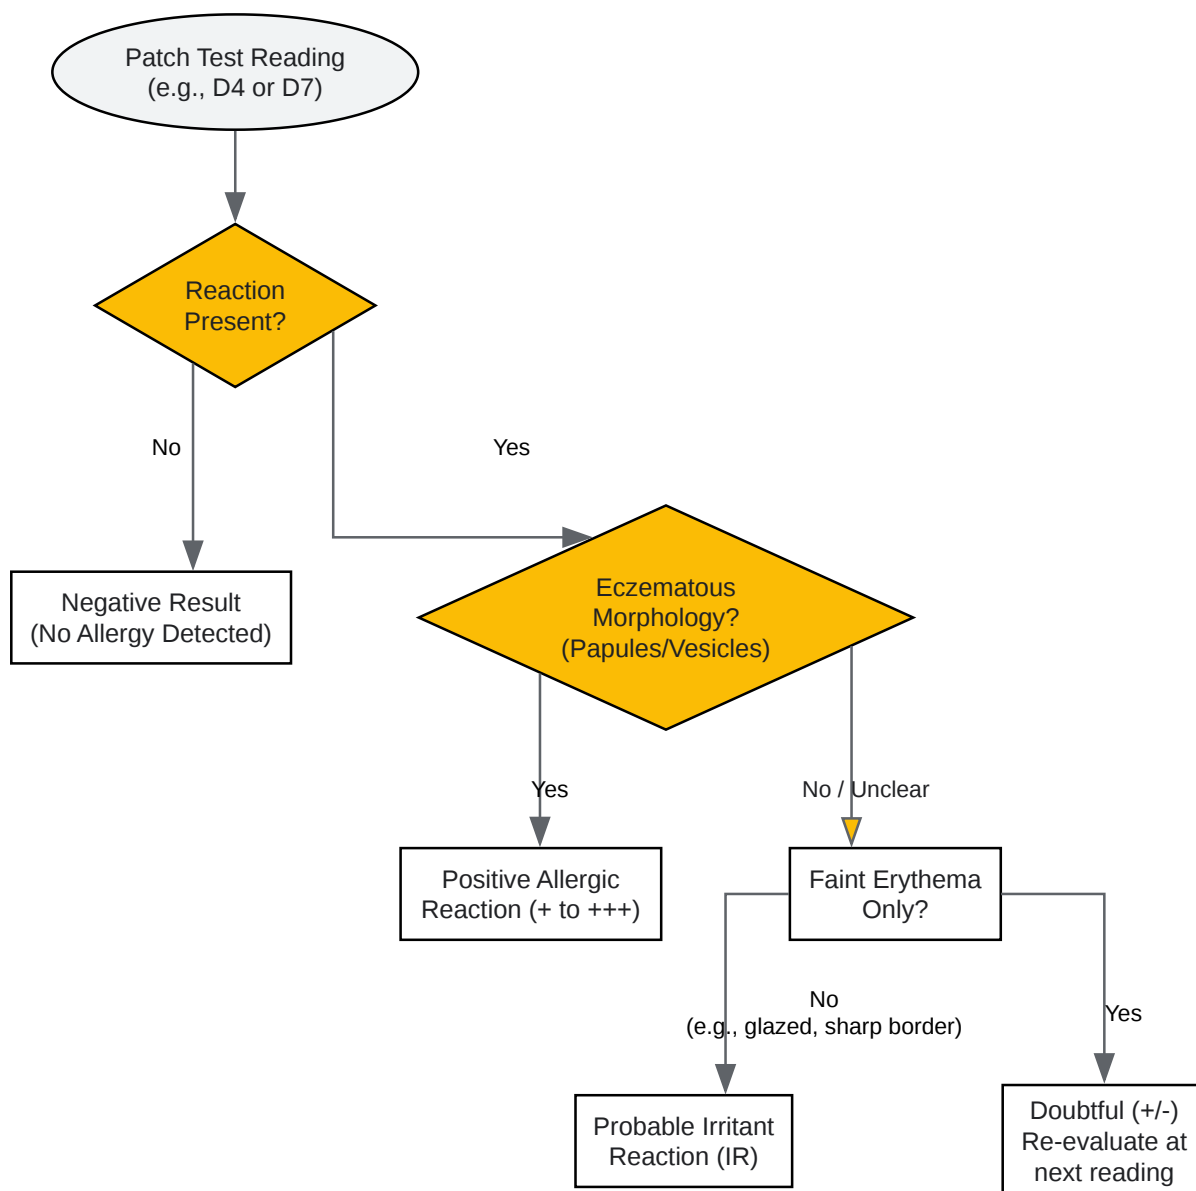 Patch Test Reading
(e.g., D4 or D7)
Reaction
Present?
No
Yes
Negative Result
(No Allergy Detected)
Eczematous
Morphology?
(Papules/Vesicles)
Yes
No / Unclear
Positive Allergic
Reaction (+ to +++)
Faint Erythema
Only?
No
(e.g., glazed, sharp border)
Yes
Probable Irritant
Reaction (IR)
Doubtful (+/-)
Re-evaluate at
next reading